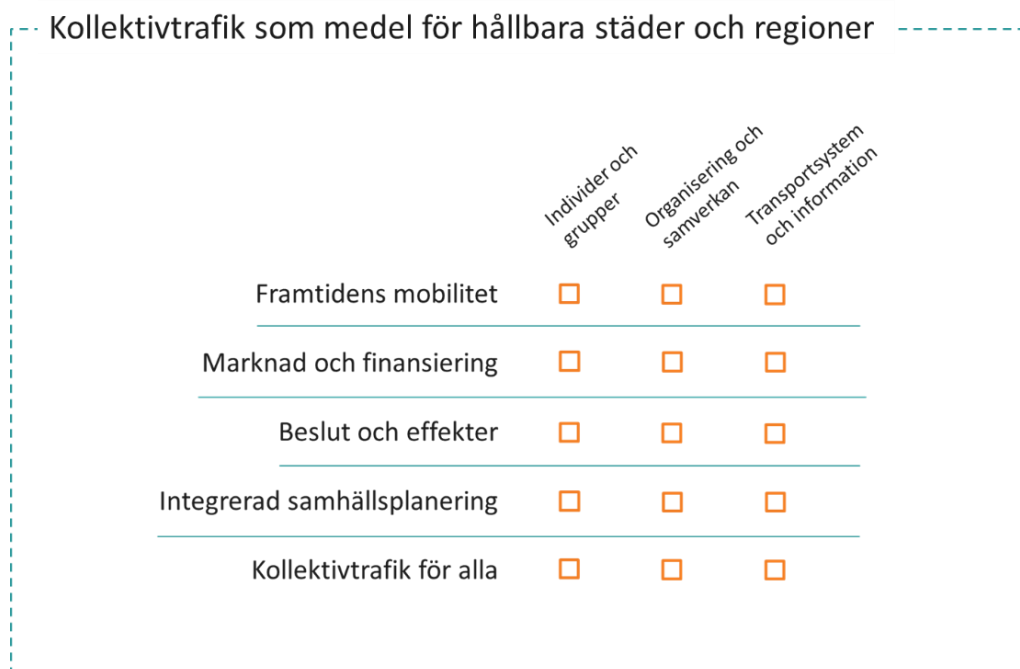 Kollektivtrafik som medel för hållbara städer och regioner
Individer och
grupper
Organisering och
samverkan
Transportsystem
och information
Framtidens mobilitet
Marknad och finansiering
Beslut och effekter
Integrerad samhällsplanering
Kollektivtrafik för alla